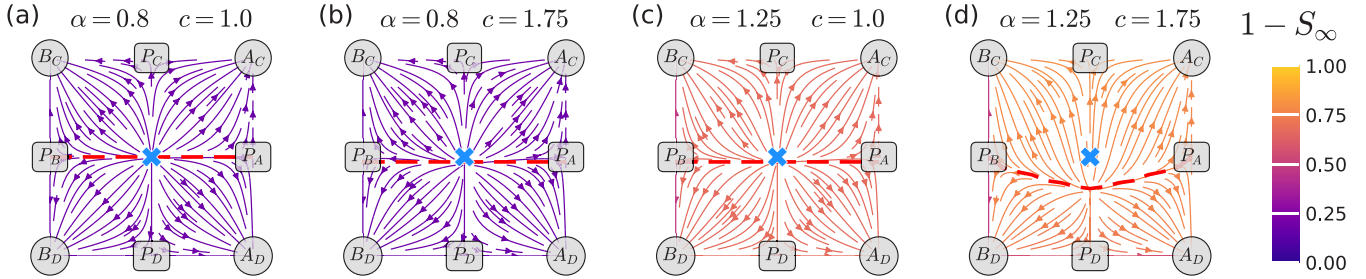 (a) α = 0.8 c = 1.0
(b) α = 0.8 c = 1.75
(c) α = 1.25 c = 1.0
(d) α = 1.25 c = 1.75
1 − S∞
B_C P_C A_C
B_C P_C A_C
B_C P_C A_C
B_C P_C A_C
1.00
0.75
P_B P_A
P_B P_A
P_B P_A
P_B P_A
0.50
0.25
B_D P_D A_D
B_D P_D A_D
B_D P_D A_D
B_D P_D A_D
0.00